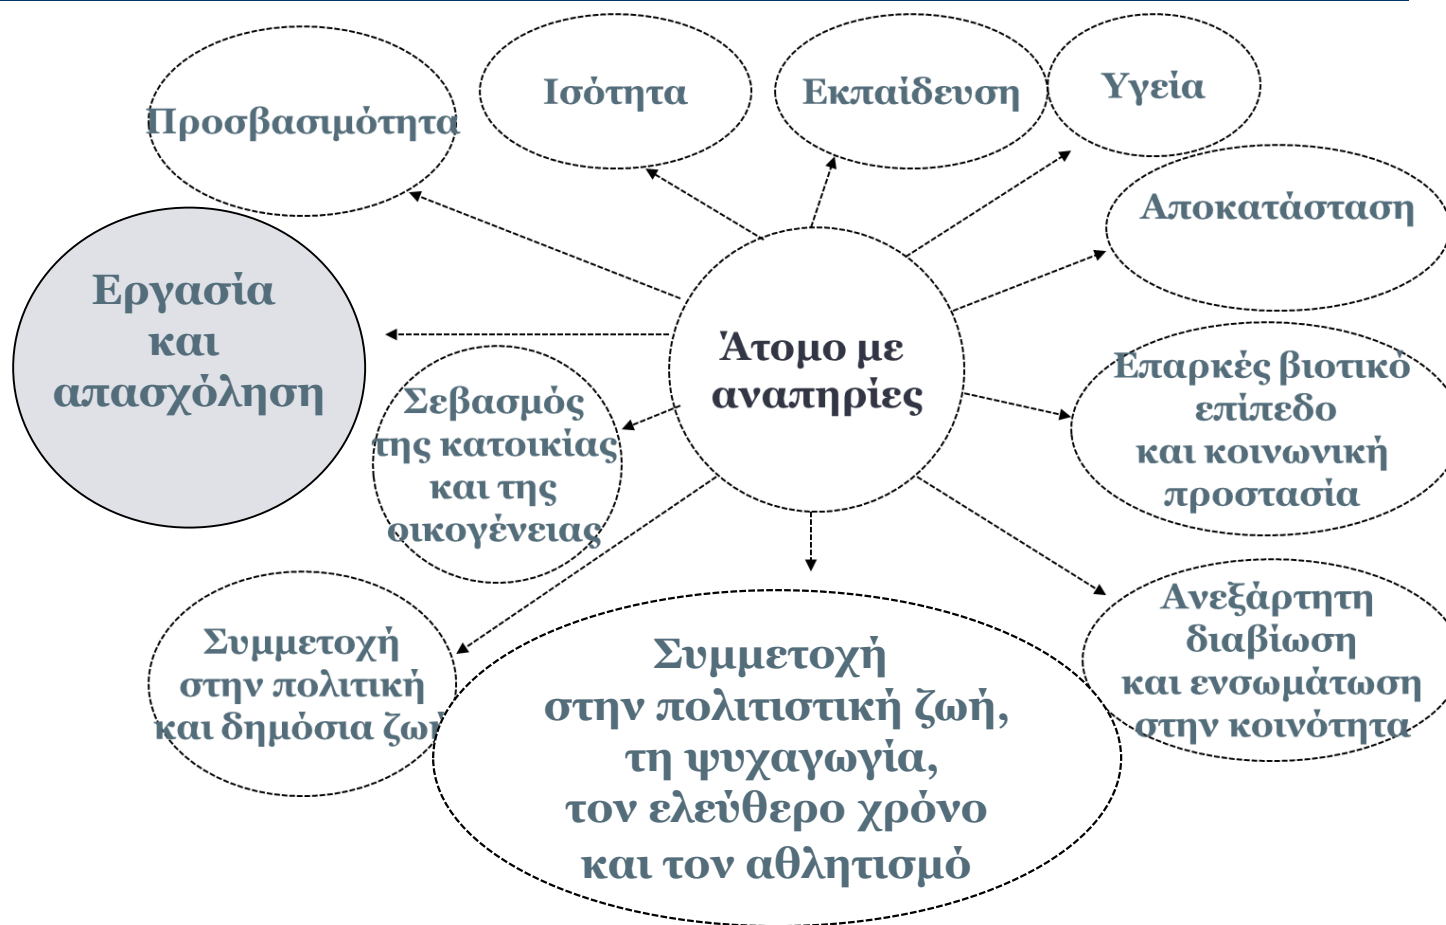 Προσβασιμότητα
Ισότητα
Εκπαίδευση
Υγεία
Αποκατάσταση
Εργασία
και
απασχόληση
Άτομο με
αναπηρίες
Σεβασμός
της κατοικίας
και της
οικογένειας
Επαρκές βιοτικό
επίπεδο
και κοινωνική
προστασία
Συμμετοχή
στην πολιτική
και δημόσια ζωή
Συμμετοχή
στην πολιτιστική ζωή,
τη ψυχαγωγία,
τον ελεύθερο χρόνο
και τον αθλητισμό
Ανεξάρτητη
διαβίωση
και ενσωμάτωση
στην κοινότητα